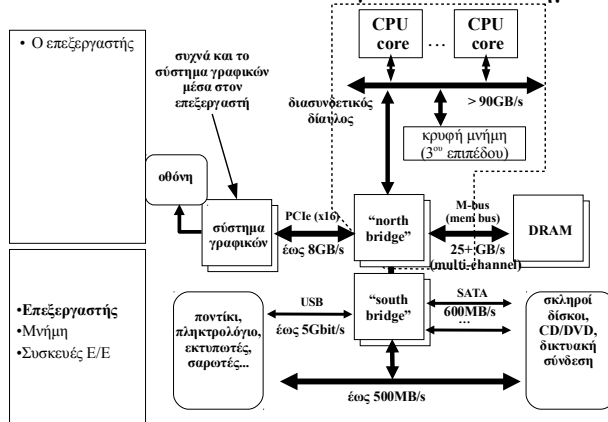 • Ο επεξεργαστής
•Επεξεργαστής
•Μνήμη
•Συσκευές Ε/Ε
συχνά και το
σύστημα γραφικών
μέσα στον
επεξεργαστή
CPU
core
...
CPU
core
διασυνδετικός
δίαυλος
> 90GB/s
κρυφή μνήμη
(3ου επιπέδου)
οθόνη
σύστημα
γραφικών
PCIe (x16)
έως 8GB/s
“north
bridge”
M-bus
(mem bus)
25+ GB/s
(multi-channel)
DRAM
ποντίκι,
πληκτρολόγιο,
εκτυπωτές,
σαρωτές...
USB
έως 5Gbit/s
“south
bridge”
SATA
600MB/s
...
σκληροί
δίσκοι,
CD/DVD,
δικτυακή
σύνδεση
έως 500MB/s